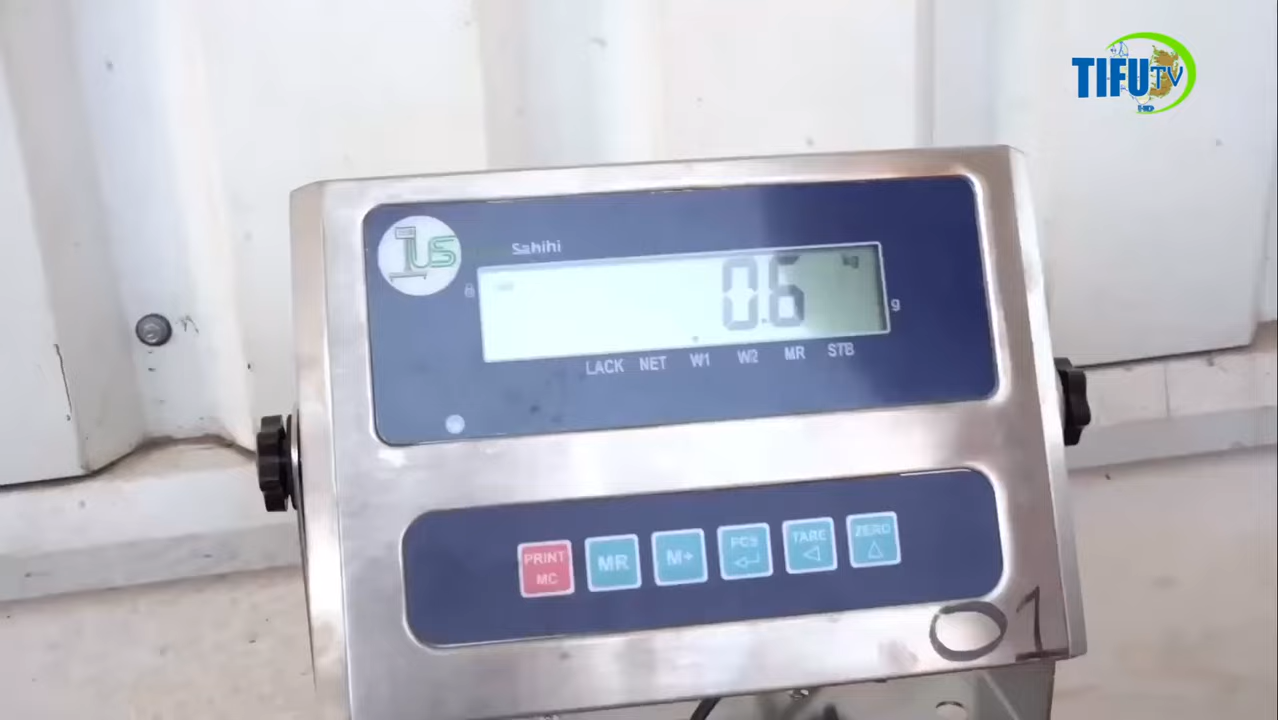 TIFU TV
US
Sahihi
0.6 kg
g
LACK NET W1 W2 MR STB
PRINT MC
MR
M+
PCS
TARE
ZERO
01